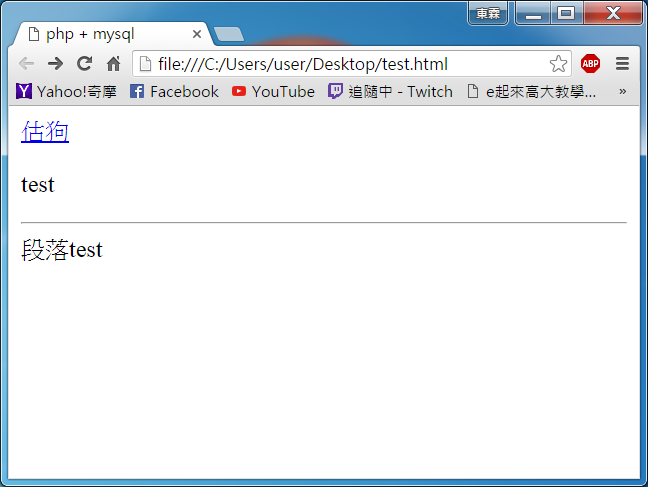 東霖
php + mysql
file:///C:/Users/user/Desktop/test.html
ABP
Yahoo!奇摩 Facebook YouTube 追隨中 - Twitch e起來高大教學... »
估狗
test
段落test